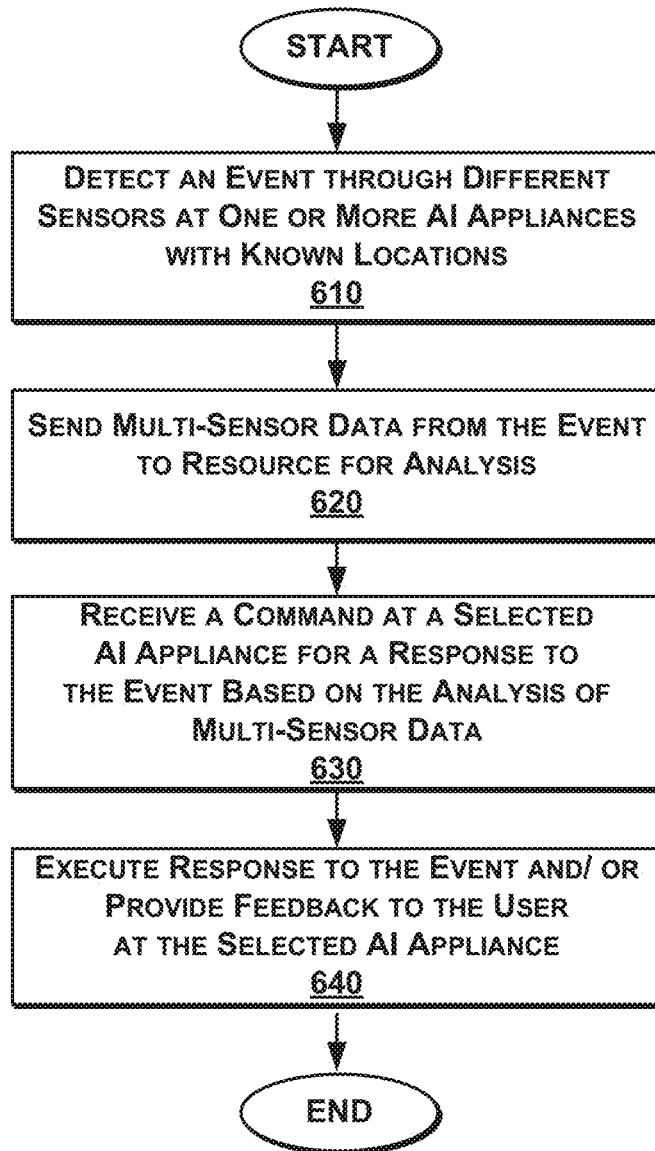 START
DETECT AN EVENT THROUGH DIFFERENT
SENSORS AT ONE OR MORE AI APPLIANCES
WITH KNOWN LOCATIONS
610
SEND MULTI-SENSOR DATA FROM THE EVENT
TO RESOURCE FOR ANALYSIS
620
RECEIVE A COMMAND AT A SELECTED
AI APPLIANCE FOR A RESPONSE TO
THE EVENT BASED ON THE ANALYSIS OF
MULTI-SENSOR DATA
630
EXECUTE RESPONSE TO THE EVENT AND/ OR
PROVIDE FEEDBACK TO THE USER
AT THE SELECTED AI APPLIANCE
640
END